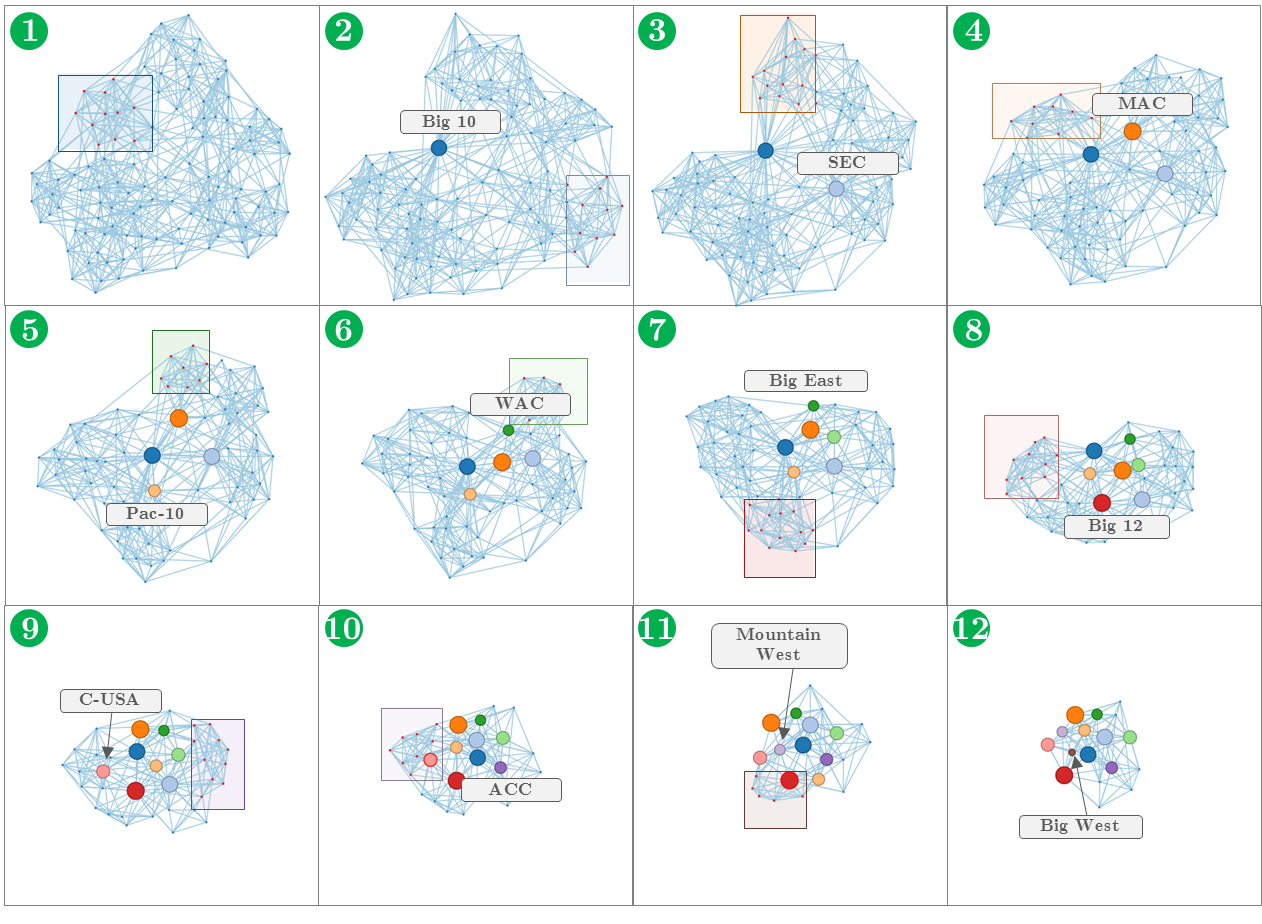 1
2
Big 10
3
SEC
4
MAC
5
Pac-10
6
WAC
7
Big East
8
Big 12
9
C-USA
10
ACC
11
Mountain
West
12
Big West